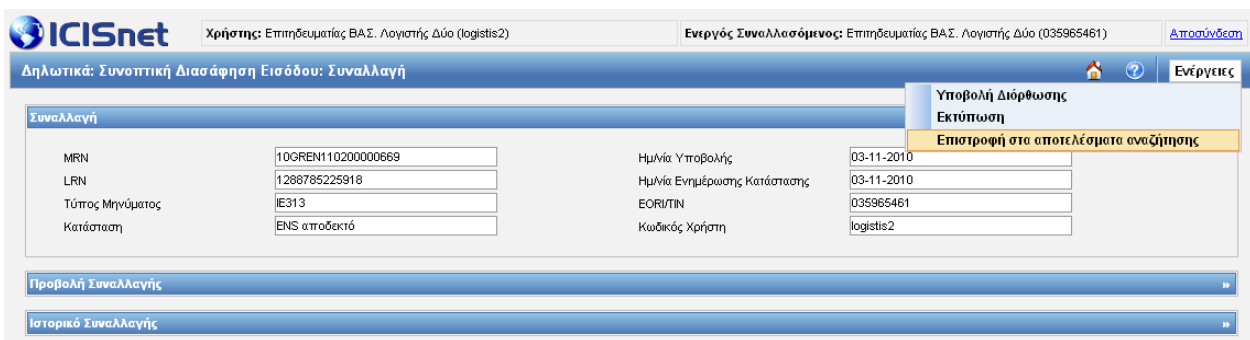 ICISnet Χρήστης: Επιτηδευματίας ΒΑΣ. Λογιστής Δύο (logistis2) Ενεργός Συναλλασόμενος: Επιτηδευματίας ΒΑΣ. Λογιστής Δύο (035965461) Αποσύνδεση
Δηλωτικά: Συνοπτική Διασάφηση Εισόδου: Συναλλαγή Ενέργειες
Υποβολή Διόρθωσης
Εκτύπωση
Επιστροφή στα αποτελέσματα αναζήτησης
Συναλλαγή
MRN 10GREN110200000669 Ημ/νία Υποβολής 03-11-2010
LRN 1288785225918 Ημ/νία Ενημέρωσης Κατάστασης 03-11-2010
Τύπος Μηνύματος IE313 EORI/TIN 035965461
Κατάσταση ENS αποδεκτό Κωδικός Χρήστη logistis2
Προβολή Συναλλαγής »
Ιστορικό Συναλλαγής »